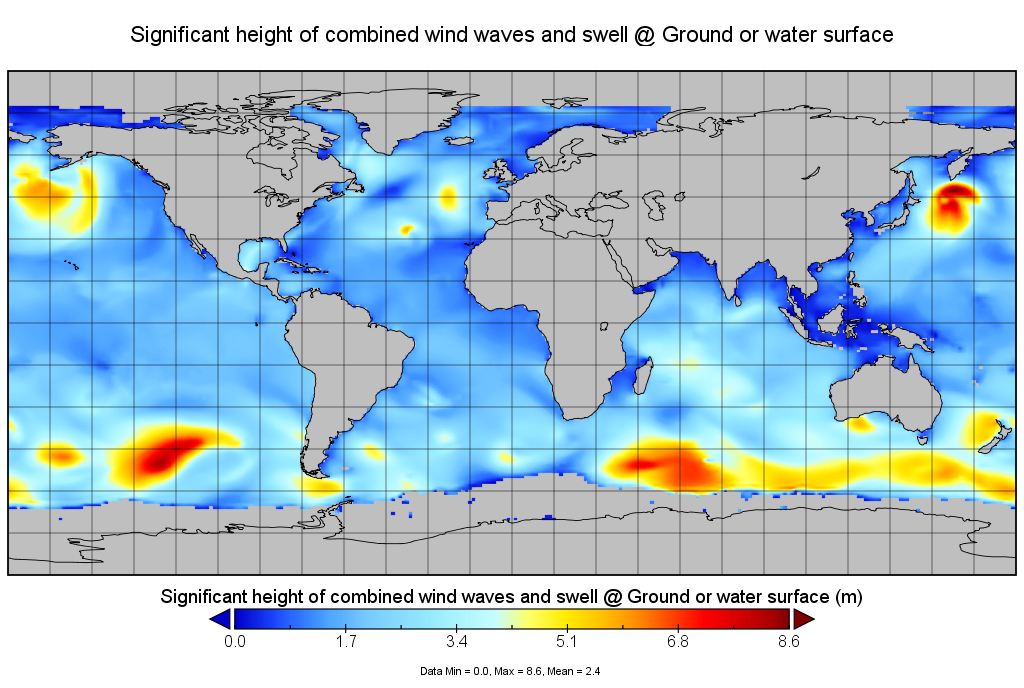 Significant height of combined wind waves and swell @ Ground or water surface
Significant height of combined wind waves and swell @ Ground or water surface (m)
0.0 1.7 3.4 5.1 6.8 8.6
Data Min = 0.0, Max = 8.6, Mean = 2.4